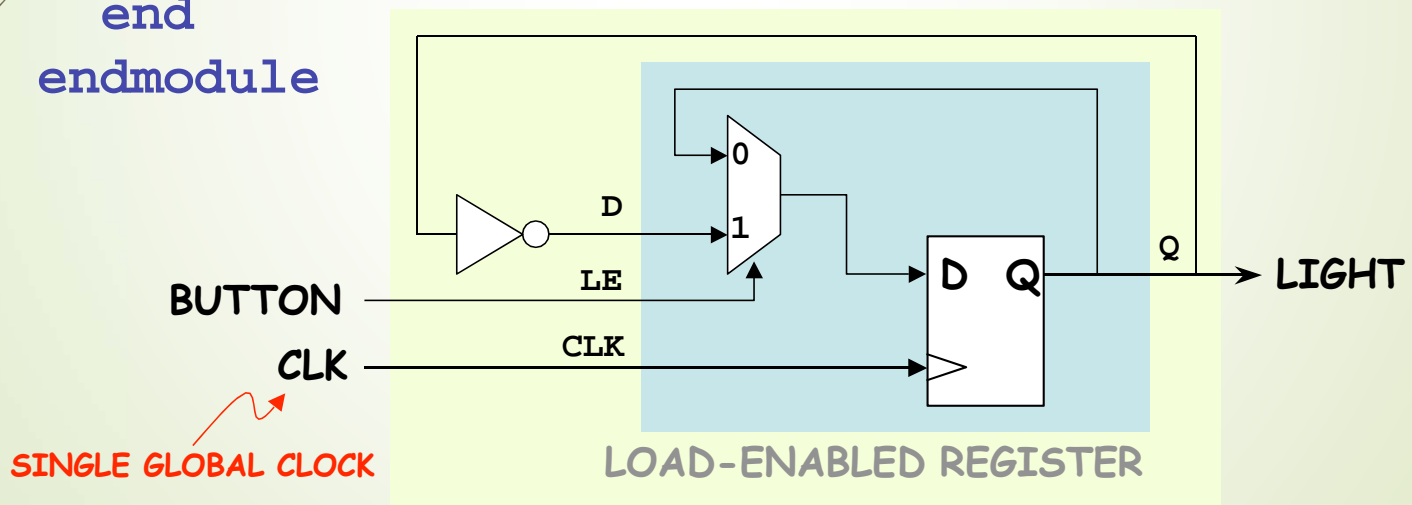 end
endmodule
0
D
1
LE
BUTTON
D Q
Q
LIGHT
CLK
CLK
SINGLE GLOBAL CLOCK
LOAD-ENABLED REGISTER